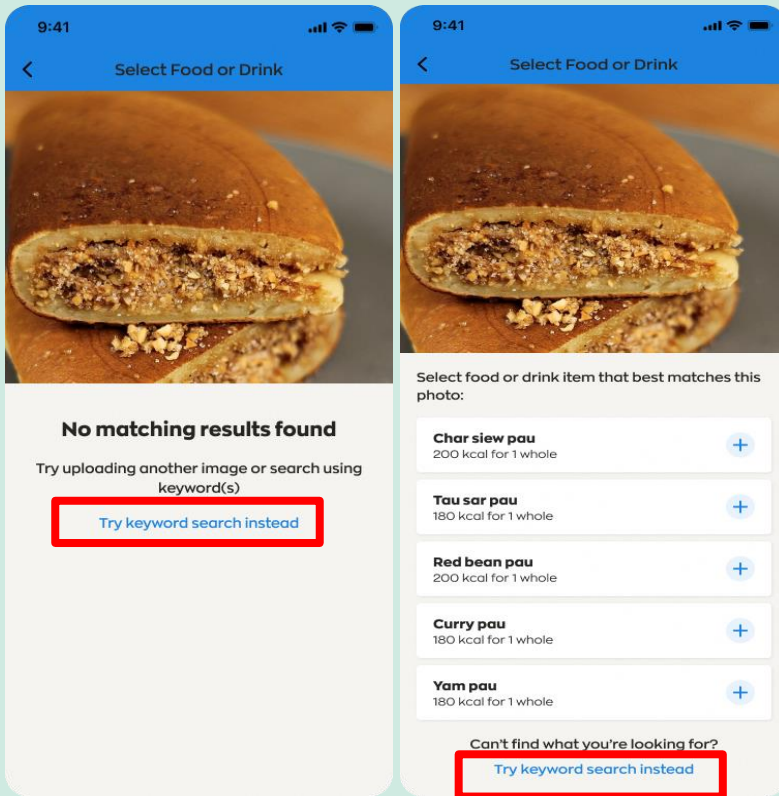 9:41
Select Food or Drink
No matching results found
Try uploading another image or search using
keyword(s)
Try keyword search instead
9:41
Select Food or Drink
Select food or drink item that best matches this
photo:
Char siew pau
200 kcal for 1 whole
Tau sar pau
180 kcal for 1 whole
Red bean pau
200 kcal for 1 whole
Curry pau
180 kcal for 1 whole
Yam pau
180 kcal for 1 whole
Can't find what you're looking for?
Try keyword search instead